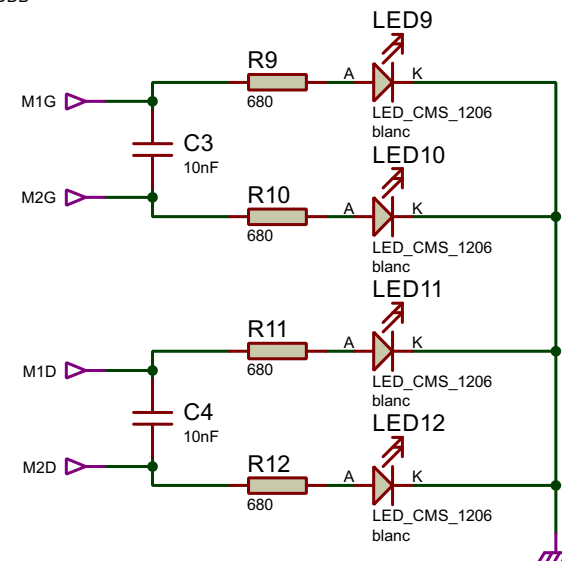 LED9
R9
A
K
M1G
680
LED_CMS_1206
blanc
C3
10nF
LED10
R10
M2G
A
K
680
LED_CMS_1206
blanc
LED11
R11
A
K
M1D
680
LED_CMS_1206
blanc
C4
10nF
LED12
R12
M2D
A
K
680
LED_CMS_1206
blanc